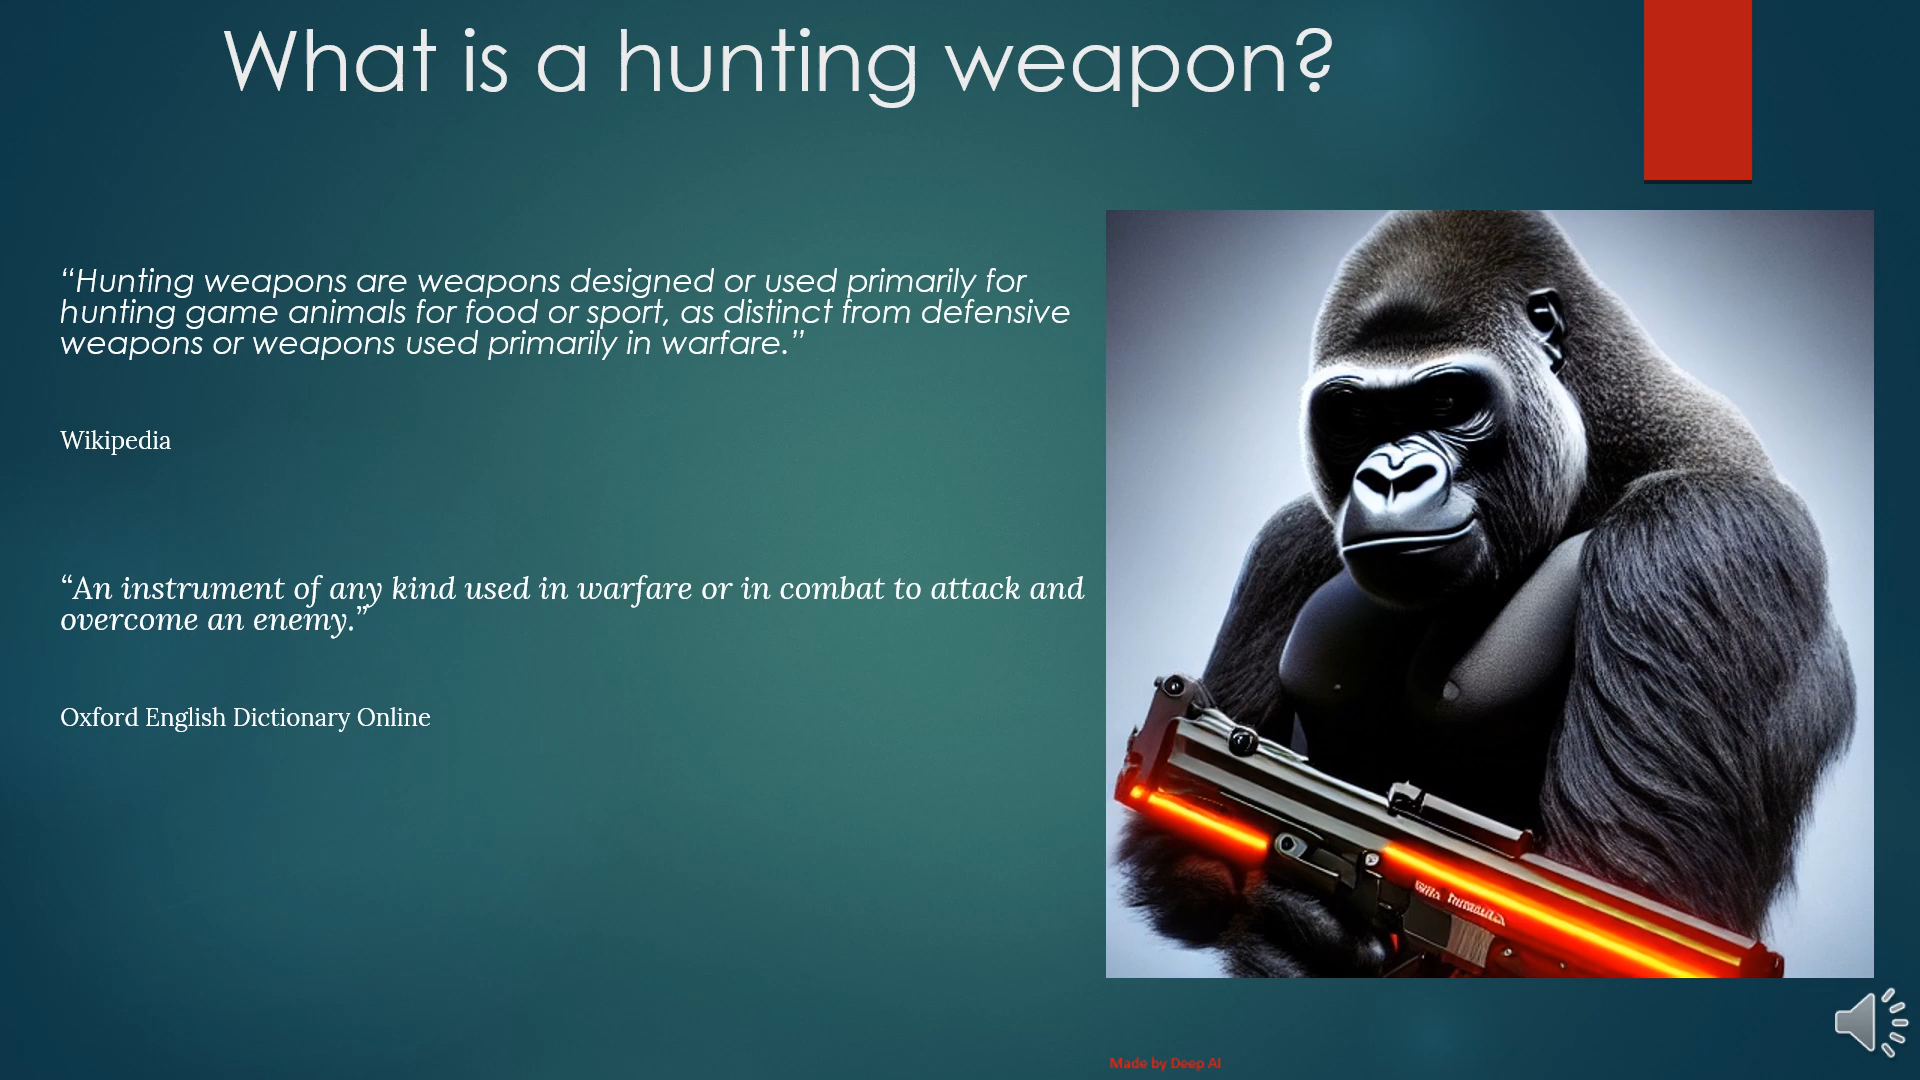 What is a hunting weapon?
“Hunting weapons are weapons designed or used primarily for
hunting game animals for food or sport, as distinct from defensive
weapons or weapons used primarily in warfare.”
Wikipedia
“An instrument of any kind used in warfare or in combat to attack and
overcome an enemy.”
Oxford English Dictionary Online
Made by Deep AI